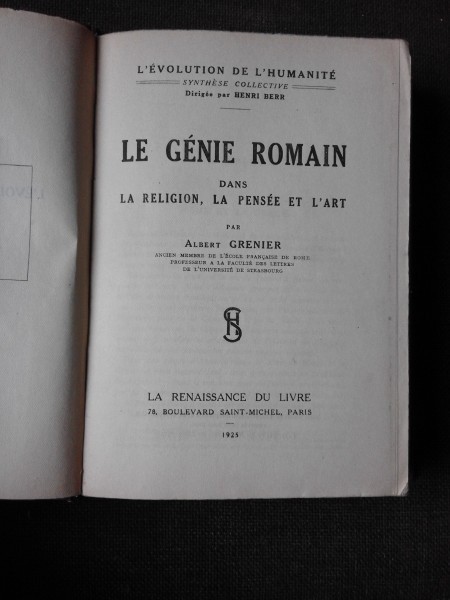 L'ÉVOLUTION DE L'HUMANITÉ
SYNTHÈSE COLLECTIVE
Dirigée par HENRI BERR
LE GÉNIE ROMAIN
DANS
LA RELIGION, LA PENSÉE ET L'ART
PAR
ALBERT GRENIER
ANCIEN MEMBRE DE L'ÉCOLE FRANÇAISE DE ROME,
PROFESSEUR A LA FACULTÉ DES LETTRES
DE L'UNIVERSITÉ DE STRASBOURG
LA RENAISSANCE DU LIVRE
78, BOULEVARD SAINT-MICHEL, PARIS
1925